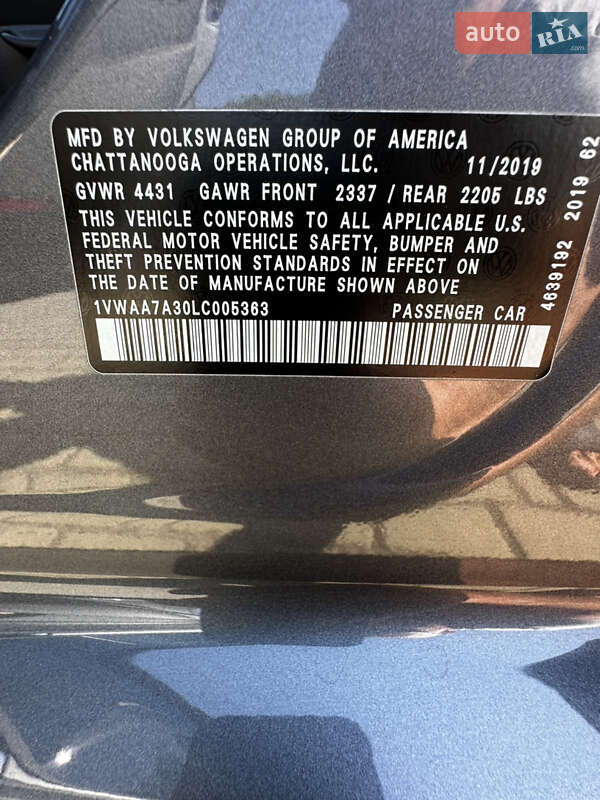 auto RIA
.com
MFD BY VOLKSWAGEN GROUP OF AMERICA
CHATTANOOGA OPERATIONS, LLC. 11/2019
GVWR 4431 GAWR FRONT 2337 / REAR 2205 LBS
THIS VEHICLE CONFORMS TO ALL APPLICABLE U.S.
FEDERAL MOTOR VEHICLE SAFETY, BUMPER AND
THEFT PREVENTION STANDARDS IN EFFECT ON
THE DATE OF MANUFACTURE SHOWN ABOVE
1VWAA7A30LC005363 PASSENGER CAR
4639192 2019 62